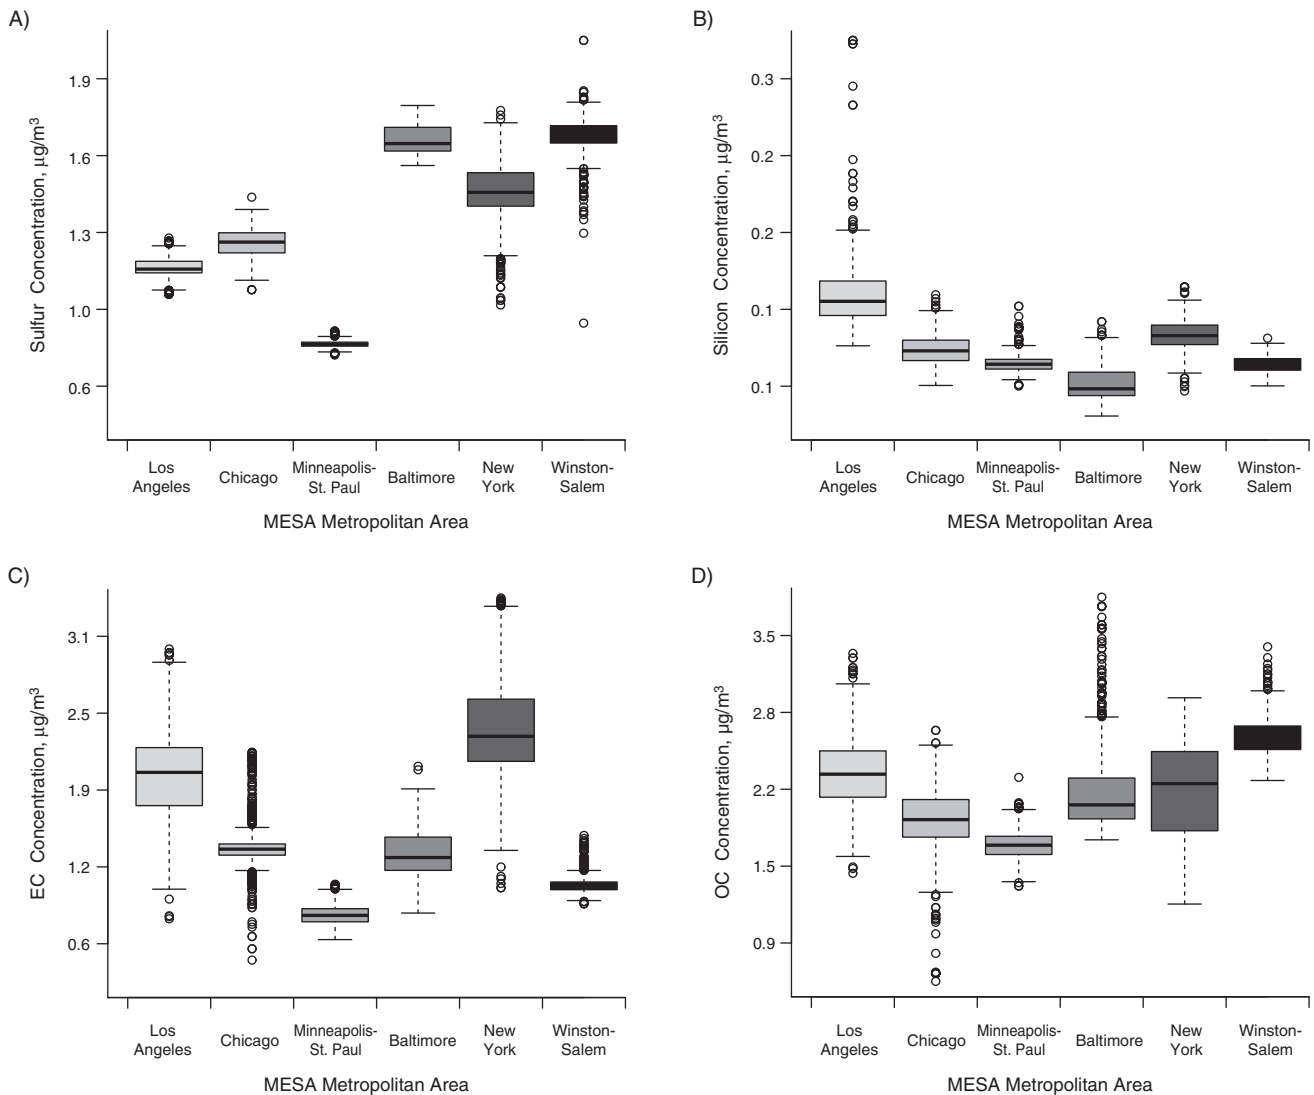 A)
Sulfur Concentration, μg/m³
1.9
1.6
1.3
1.0
0.6
Los Angeles
Chicago
Minneapolis-
St. Paul
Baltimore
New York
Winston-
Salem
MESA Metropolitan Area
B)
Silicon Concentration, μg/m³
0.3
0.2
0.2
0.1
0.1
Los Angeles
Chicago
Minneapolis-
St. Paul
Baltimore
New York
Winston-
Salem
MESA Metropolitan Area
C)
EC Concentration, μg/m³
3.1
2.5
1.9
1.2
0.6
Los Angeles
Chicago
Minneapolis-
St. Paul
Baltimore
New York
Winston-
Salem
MESA Metropolitan Area
D)
OC Concentration, μg/m³
3.5
2.8
2.2
1.5
0.9
Los Angeles
Chicago
Minneapolis-
St. Paul
Baltimore
New York
Winston-
Salem
MESA Metropolitan Area